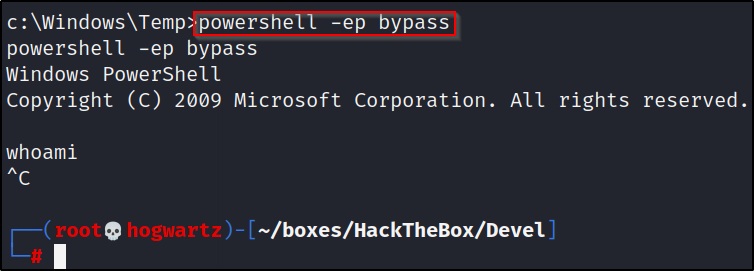 c:\Windows\Temp>powershell -ep bypass
powershell -ep bypass
Windows PowerShell
Copyright (C) 2009 Microsoft Corporation. All rights reserved.
whoami
^C
┌──(root💀hogwartz)-[~/boxes/HackTheBox/Devel]
└─#